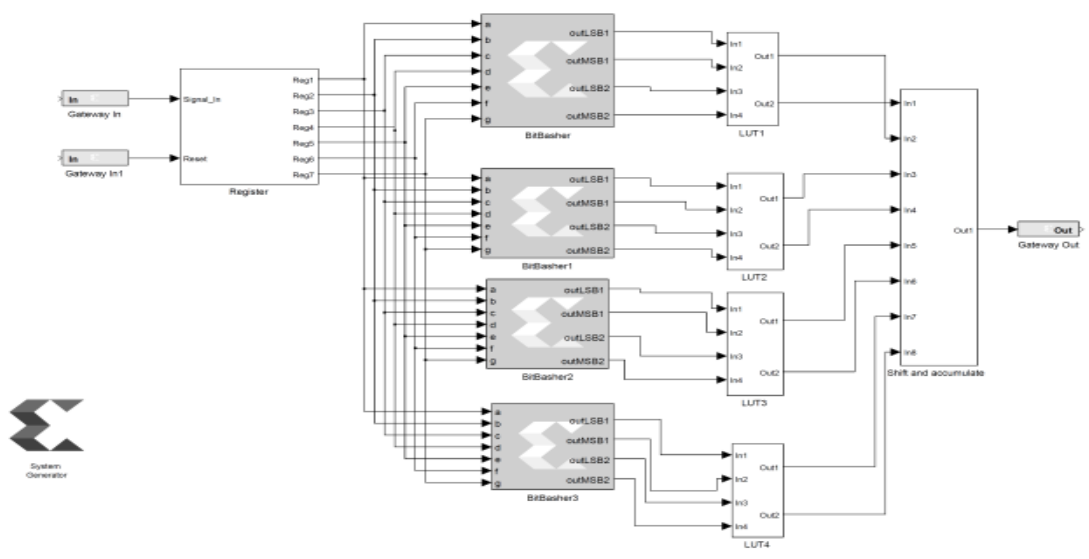 In
Gateway In
In
Gateway In1
Signal_In
Reset
Reg1
Reg2
Reg3
Reg4
Reg5
Reg6
Reg7
Register
a
b
c
d
e
f
g
outLSB1
outMSB1
outLSB2
outMSB2
BitBasher
In1
In2
In3
In4
Out1
Out2
LUT1
a
b
c
d
e
f
g
outLSB1
outMSB1
outLSB2
outMSB2
BitBasher1
In1
In2
In3
In4
Out1
Out2
LUT2
a
b
c
d
e
f
g
outLSB1
outMSB1
outLSB2
outMSB2
BitBasher2
In1
In2
In3
In4
Out1
Out2
LUT3
a
b
c
d
e
f
g
outLSB1
outMSB1
outLSB2
outMSB2
BitBasher3
In1
In2
In3
In4
Out1
Out2
LUT4
In1
In2
In3
In4
In5
In6
In7
In8
Out1
Shift and accumulate
Out
Gateway Out
System
Generator